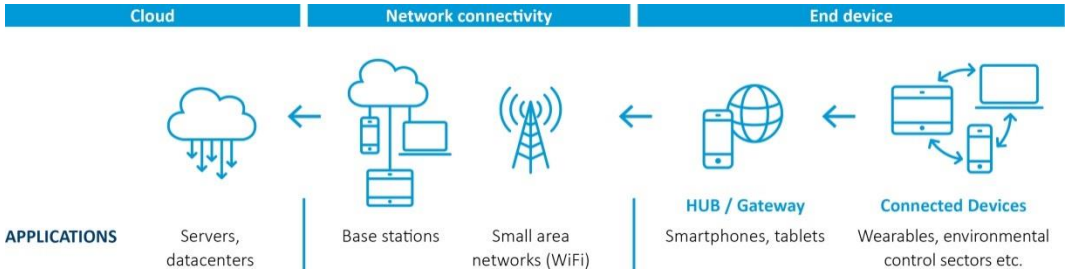 Cloud
Network connectivity
End device
HUB / Gateway
Connected Devices
APPLICATIONS
Servers,
datacenters
Base stations
Small area
networks (WiFi)
Smartphones, tablets
Wearables, environmental
control sectors etc.